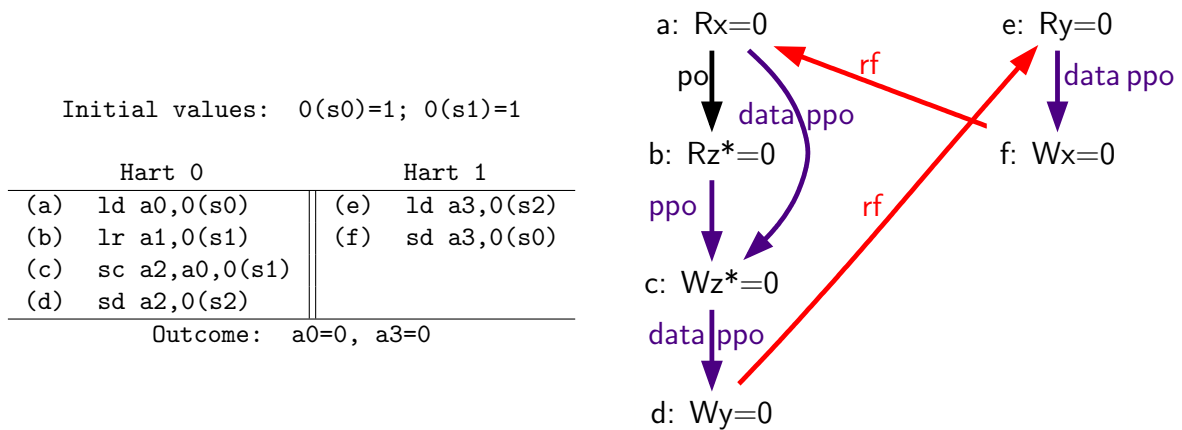 Initial values: 0(s0)=1; 0(s1)=1
Hart 0 Hart 1
(a) ld a0,0(s0) (e) ld a3,0(s2)
(b) lr a1,0(s1) (f) sd a3,0(s0)
(c) sc a2,a0,0(s1)
(d) sd a2,0(s2)
Outcome: a0=0, a3=0
a: Rx=0
e: Ry=0
po
rf
data ppo
data ppo
b: Rz*=0
f: Wx=0
ppo
rf
c: Wz*=0
data ppo
d: Wy=0